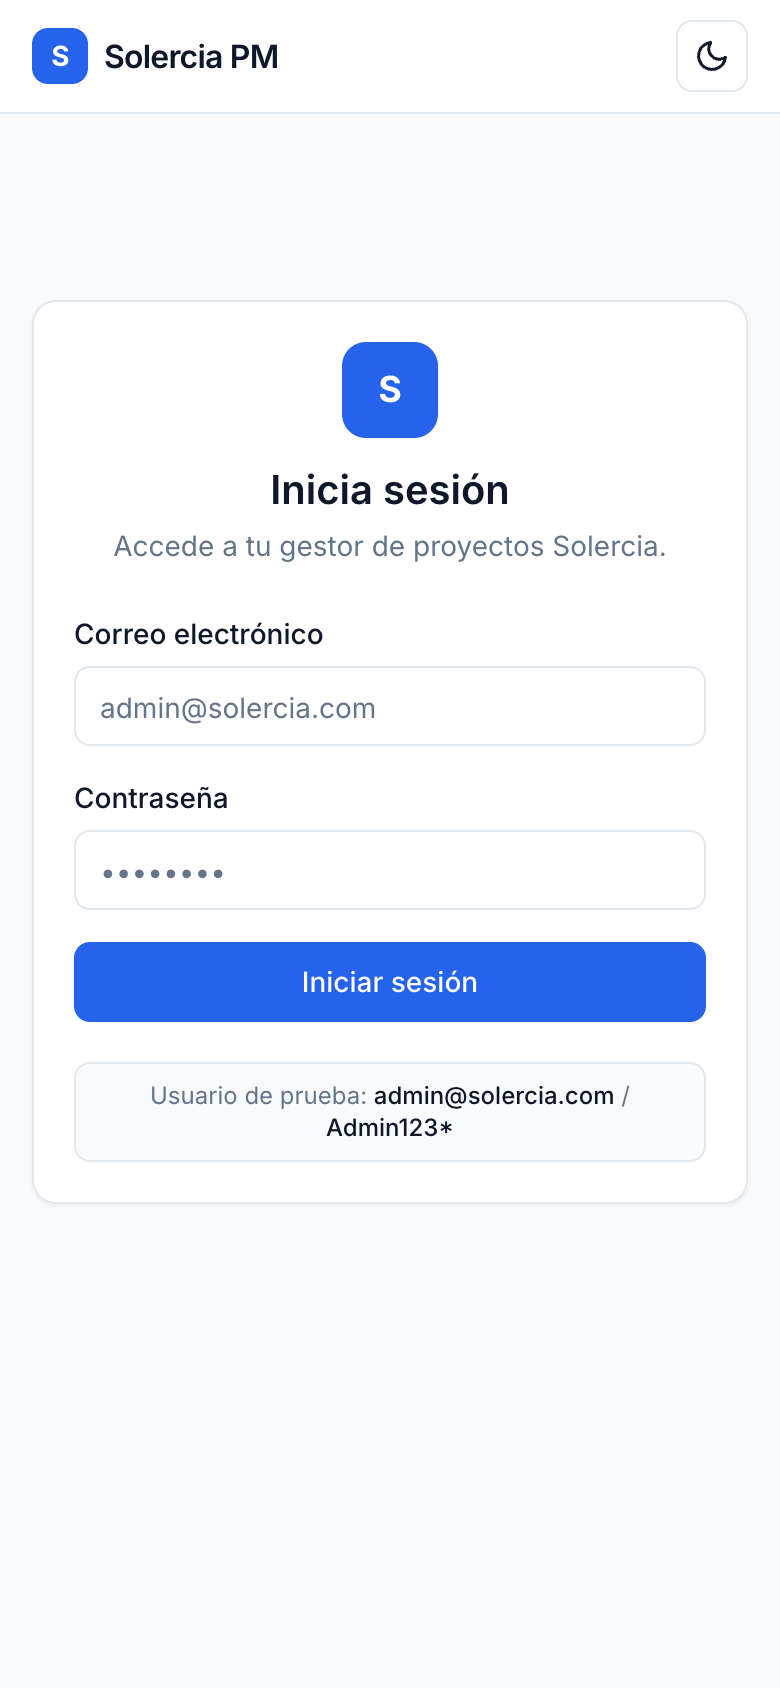 S Solercia PM
S
Inicia sesión
Accede a tu gestor de proyectos Solercia.
Correo electrónico
admin@solercia.com
Contraseña
••••••••
Iniciar sesión
Usuario de prueba: admin@solercia.com /
Admin123*